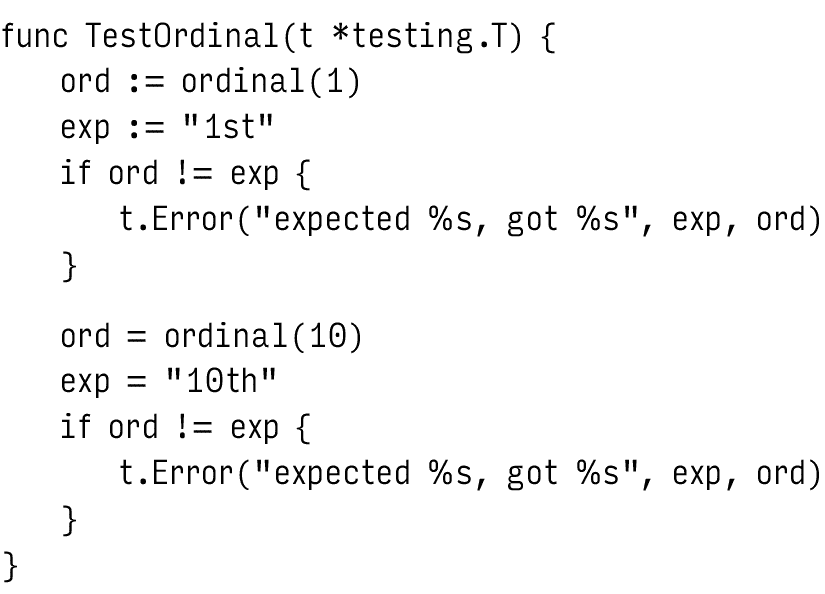 func TestOrdinal(t *testing.T) {
    ord := ordinal(1)
    exp := "1st"
    if ord != exp {
        t.Error("expected %s, got %s", exp, ord)
    }

    ord = ordinal(10)
    exp = "10th"
    if ord != exp {
        t.Error("expected %s, got %s", exp, ord)
    }
}